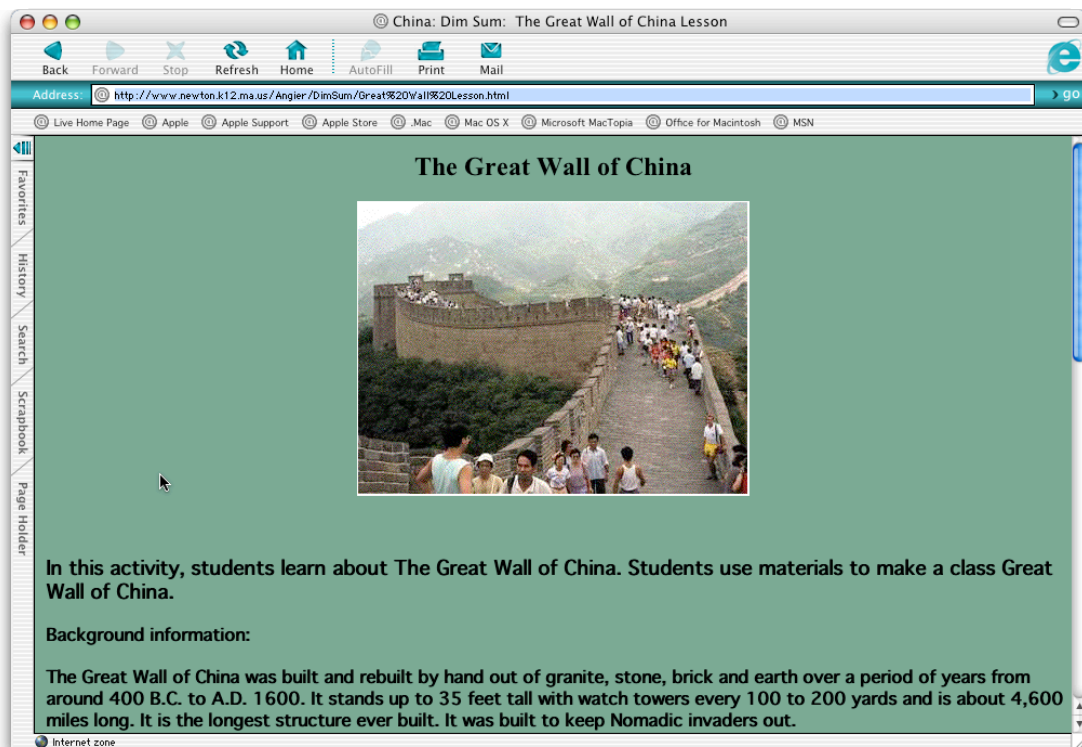 China: Dim Sum: The Great Wall of China Lesson
Back Forward Stop Refresh Home AutoFill Print Mail
Address: http://www.newton.k12.ma.us/Angier/DimSum/Great%20Wall%20Lesson.html go
Live Home Page Apple Apple Support Apple Store .Mac Mac OS X Microsoft MacTopia Office for Macintosh MSN
Favorites
History
Search
Scrapbook
Page Holder
The Great Wall of China
In this activity, students learn about The Great Wall of China. Students use materials to make a class Great
Wall of China.
Background information:
The Great Wall of China was built and rebuilt by hand out of granite, stone, brick and earth over a period of years from
around 400 B.C. to A.D. 1600. It stands up to 35 feet tall with watch towers every 100 to 200 yards and is about 4,600
miles long. It is the longest structure ever built. It was built to keep Nomadic invaders out.
Internet zone